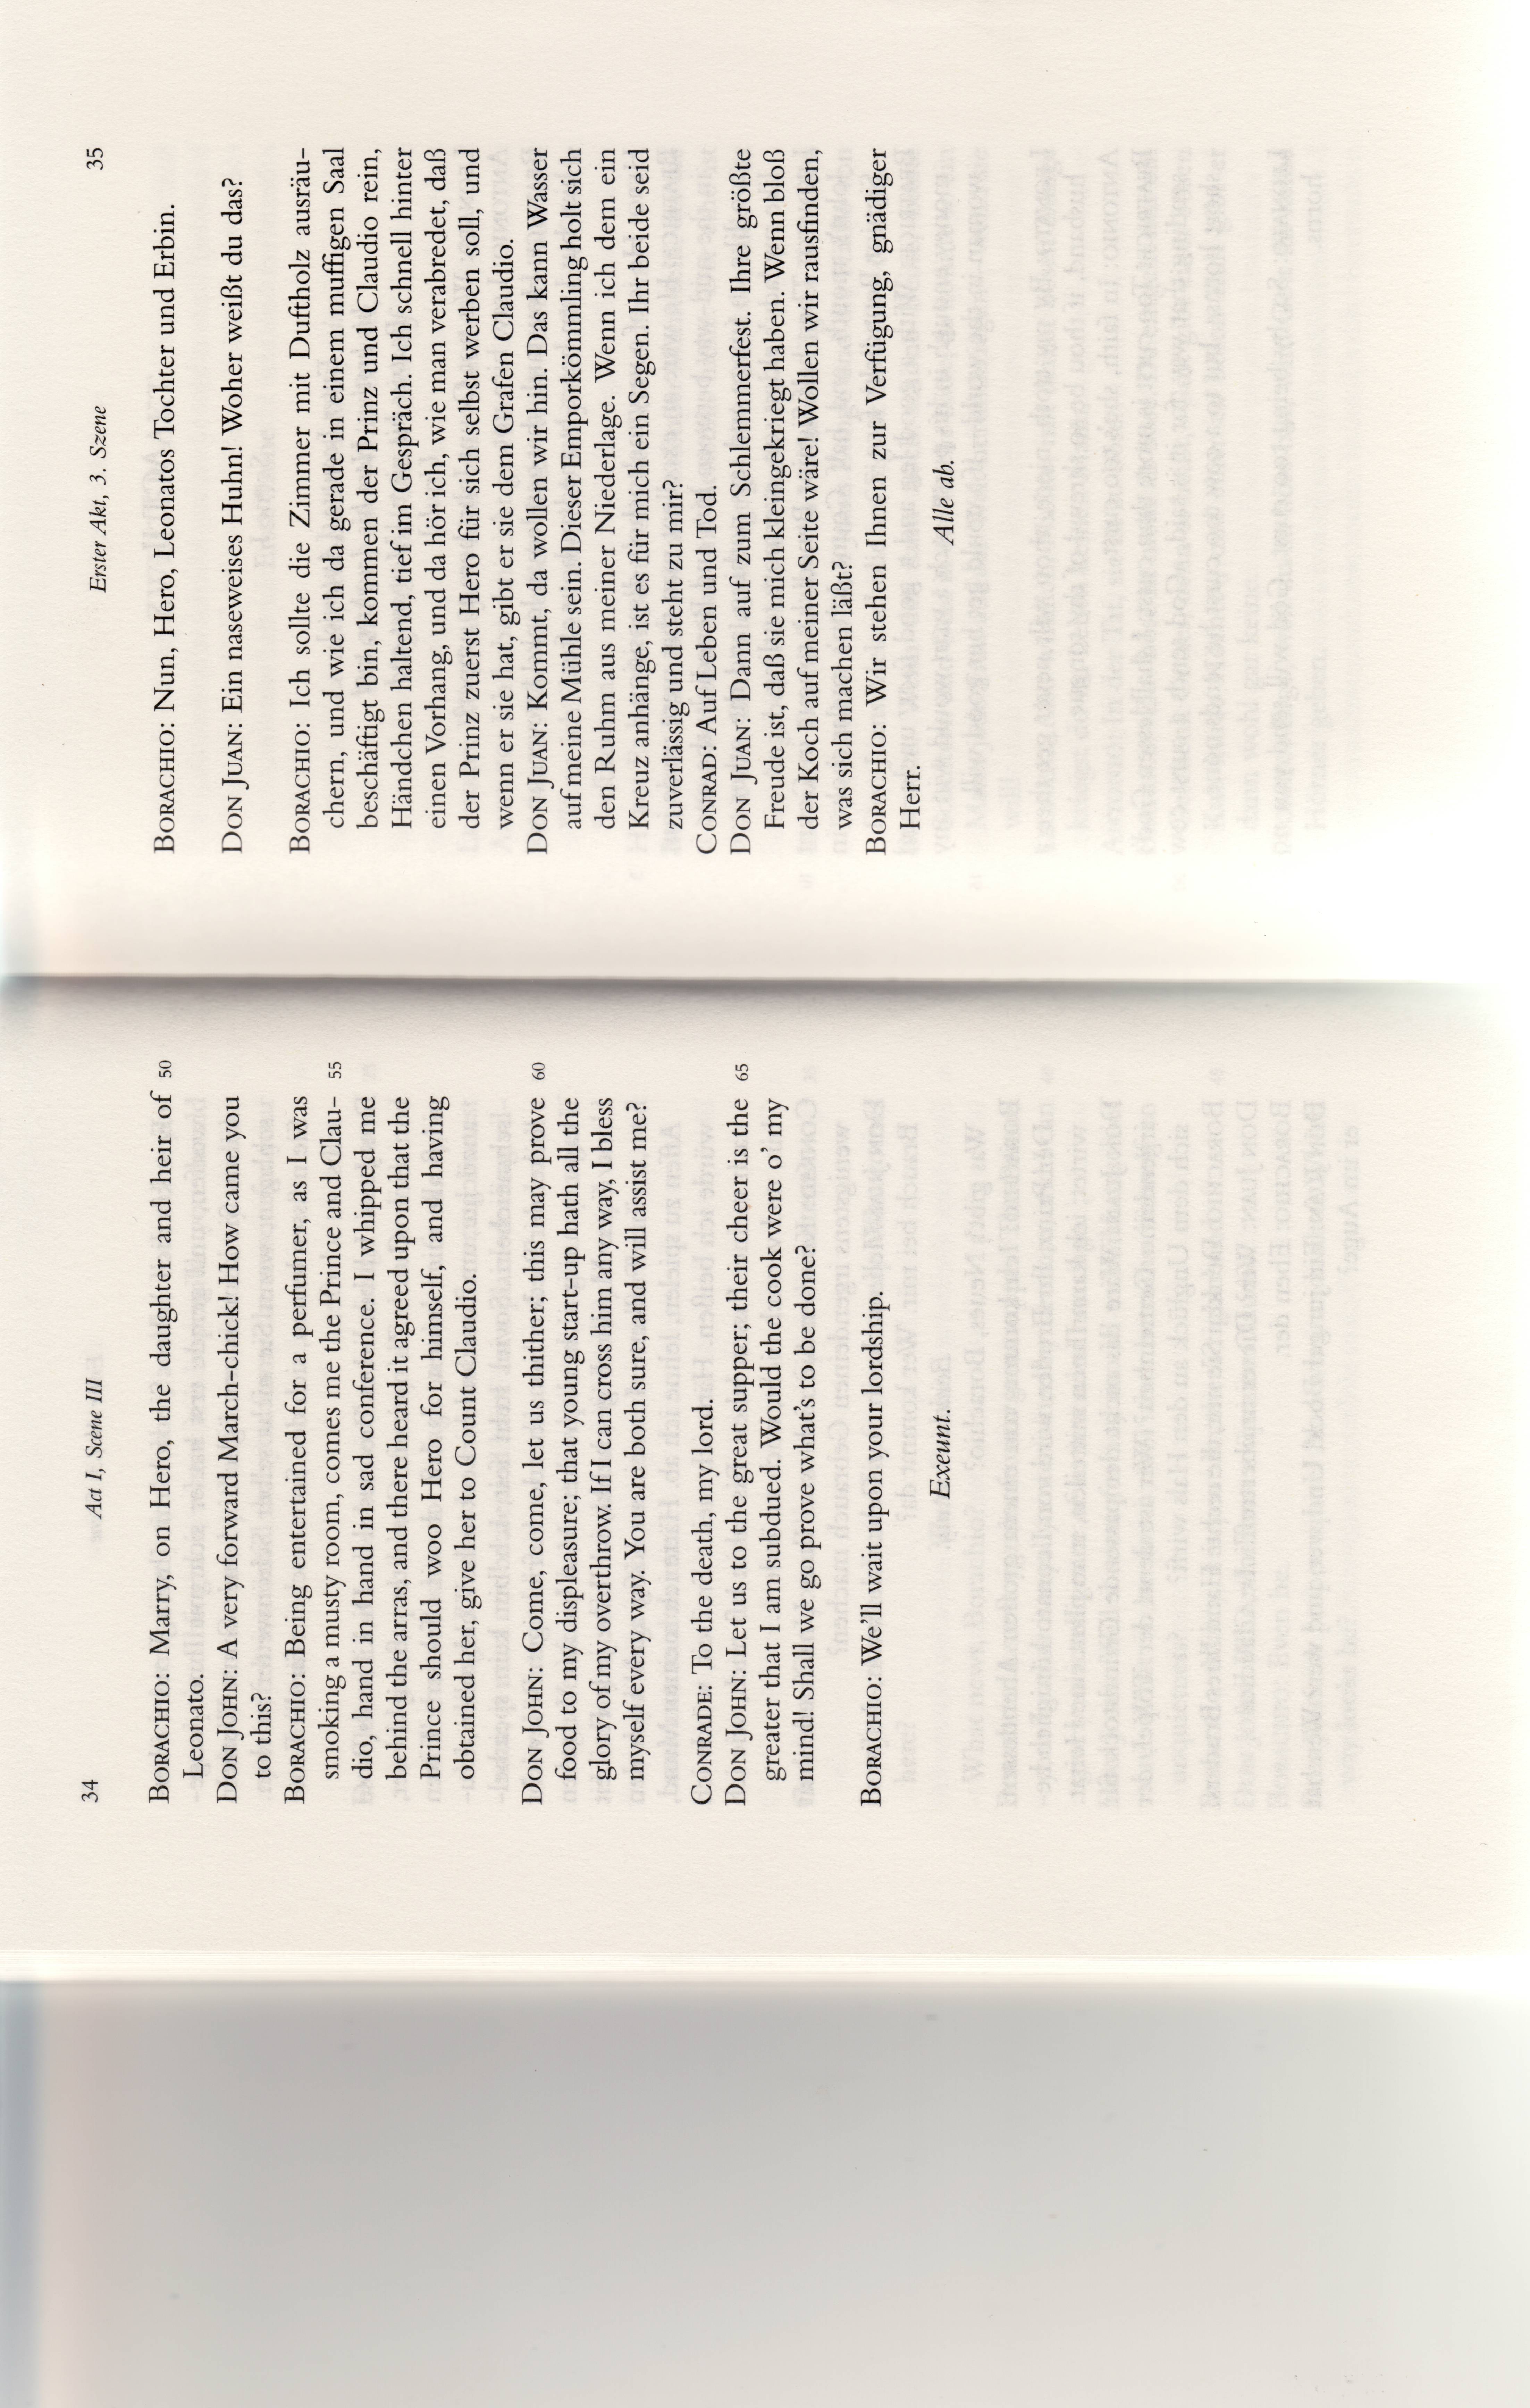 34
Act I, Scene III
BORACHIO: Marry, on Hero, the daughter and heir of 50
Leonato.
DON JOHN: A very forward March-chick! How came you
to this?
BORACHIO: Being entertained for a perfumer, as I was
smoking a musty room, comes me the Prince and Clau- 55
dio, hand in hand in sad conference. I whipped me
behind the arras, and there heard it agreed upon that the
Prince should woo Hero for himself, and having
obtained her, give her to Count Claudio.
DON JOHN: Come, come, let us thither; this may prove 60
food to my displeasure; that young start-up hath all the
glory of my overthrow. If I can cross him any way, I bless
myself every way. You are both sure, and will assist me?
CONRADE: To the death, my lord.
DON JOHN: Let us to the great supper; their cheer is the 65
greater that I am subdued. Would the cook were o' my
mind! Shall we go prove what's to be done?
BORACHIO: We'll wait upon your lordship.
Exeunt.
Erster Akt, 3. Szene
35
BORACHIO: Nun, Hero, Leonatos Tochter und Erbin.
DON JUAN: Ein naseweises Huhn! Woher weißt du das?
BORACHIO: Ich sollte die Zimmer mit Duftholz ausräu-
chern, und wie ich da gerade in einem muffigen Saal
beschäftigt bin, kommen der Prinz und Claudio rein,
Händchen haltend, tief im Gespräch. Ich schnell hinter
einen Vorhang, und da hör ich, wie man verabredet, daß
der Prinz zuerst Hero für sich selbst werben soll, und
wenn er sie hat, gibt er sie dem Grafen Claudio.
DON JUAN: Kommt, da wollen wir hin. Das kann Wasser
auf meine Mühle sein. Dieser Emporkömmling holt sich
den Ruhm aus meiner Niederlage. Wenn ich dem ein
Kreuz anhänge, ist es für mich ein Segen. Ihr beide seid
zuverlässig und steht zu mir?
CONRAD: Auf Leben und Tod.
DON JUAN: Dann auf zum Schlemmerfest. Ihre größte
Freude ist, daß sie mich kleingekriegt haben. Wenn bloß
der Koch auf meiner Seite wäre! Wollen wir rausfinden,
was sich machen läßt?
BORACHIO: Wir stehen Ihnen zur Verfügung, gnädiger
Herr.
Alle ab.